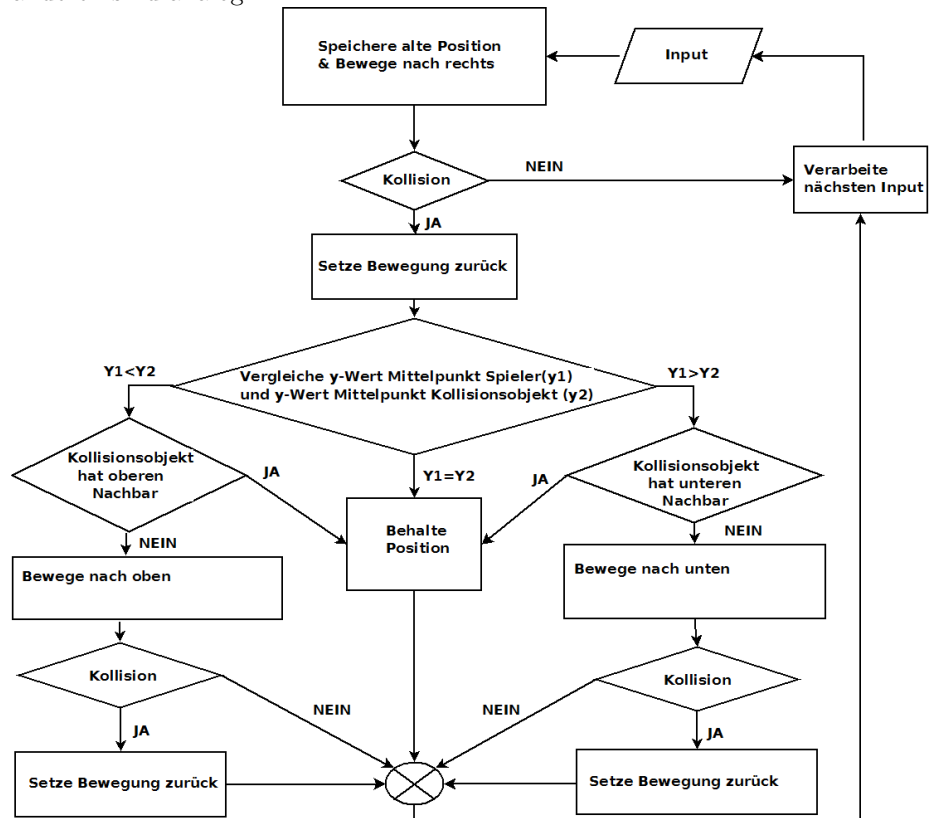 Speichere alte Position
& Bewege nach rechts
Input
Kollision
NEIN
Verarbeite
nächsten Input
JA
Setze Bewegung zurück
Y1<Y2
Vergleiche y-Wert Mittelpunkt Spieler(y1)
und y-Wert Mittelpunkt Kollisionsobjekt (y2)
Y1>Y2
Kollisionsobjekt
hat oberen
Nachbar
JA
Y1=Y2
JA
Kollisionsobjekt
hat unteren
Nachbar
NEIN
Behalte
Position
NEIN
Bewege nach oben
Bewege nach unten
Kollision
NEIN
NEIN
Kollision
JA
JA
Setze Bewegung zurück
Setze Bewegung zurück